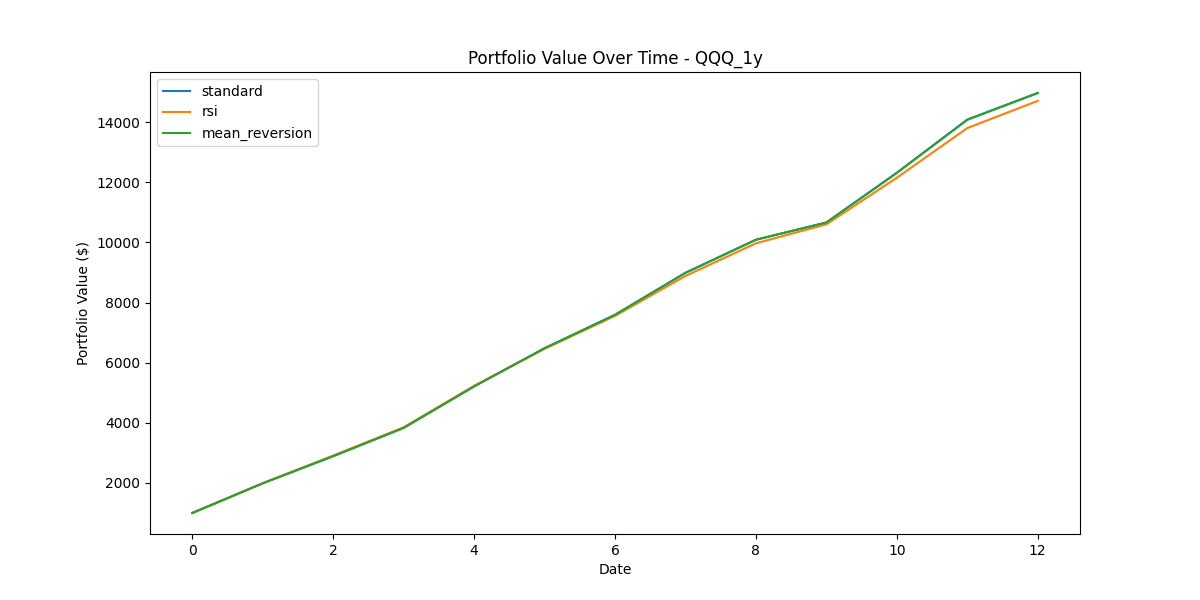 Portfolio Value Over Time - QQQ_1y
standard
rsi
mean_reversion
Portfolio Value ($)
14000
12000
10000
8000
6000
4000
2000
0 2 4 6 8 10 12
Date